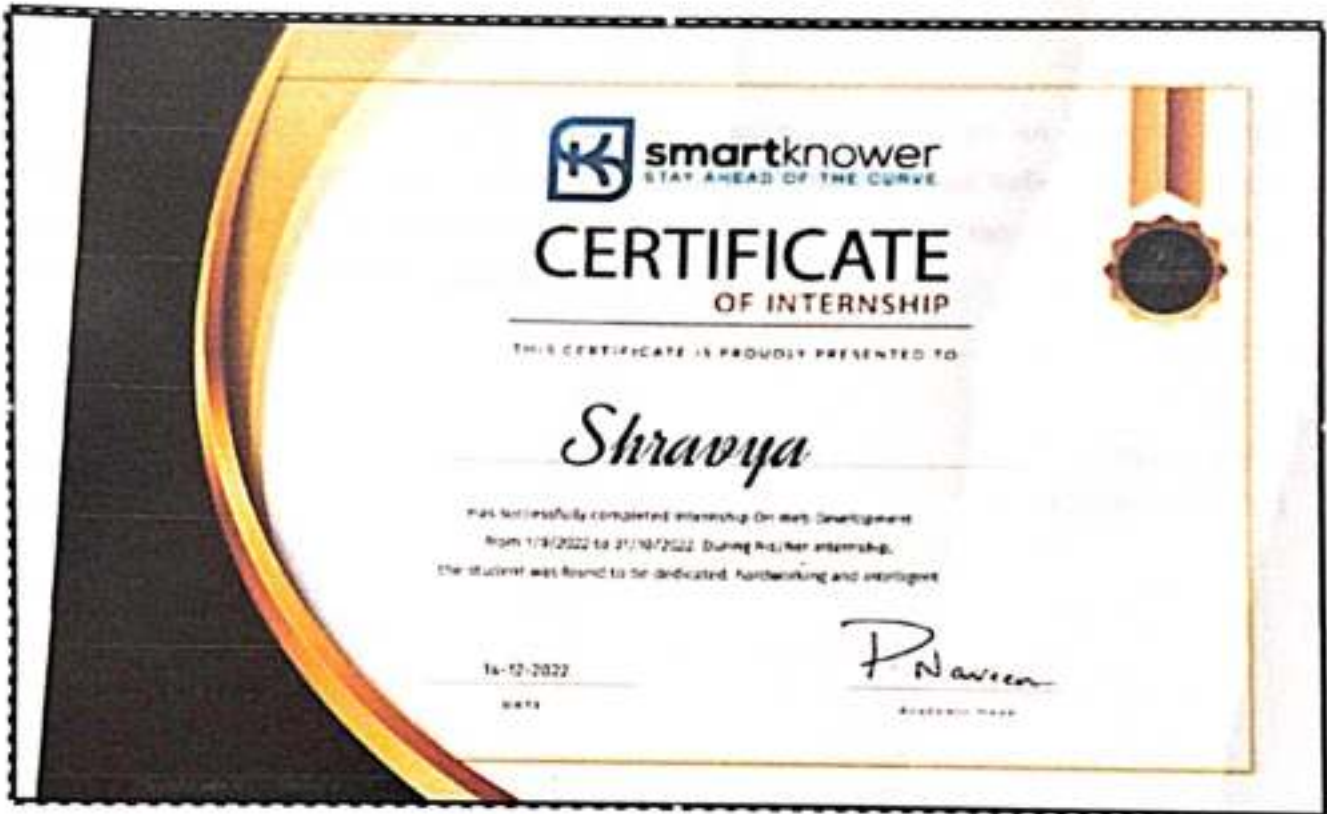 smartknower
STAY AHEAD OF THE CURVE
CERTIFICATE
OF INTERNSHIP
THIS CERTIFICATE IS PROUDLY PRESENTED TO
Shravya
Has successfully completed internship On Web Development
from 1/9/2022 to 31/10/2022. During his/her internship,
the student was found to be dedicated, hardworking and intelligent
14-12-2022
P Naveen
DATE
Academic Head